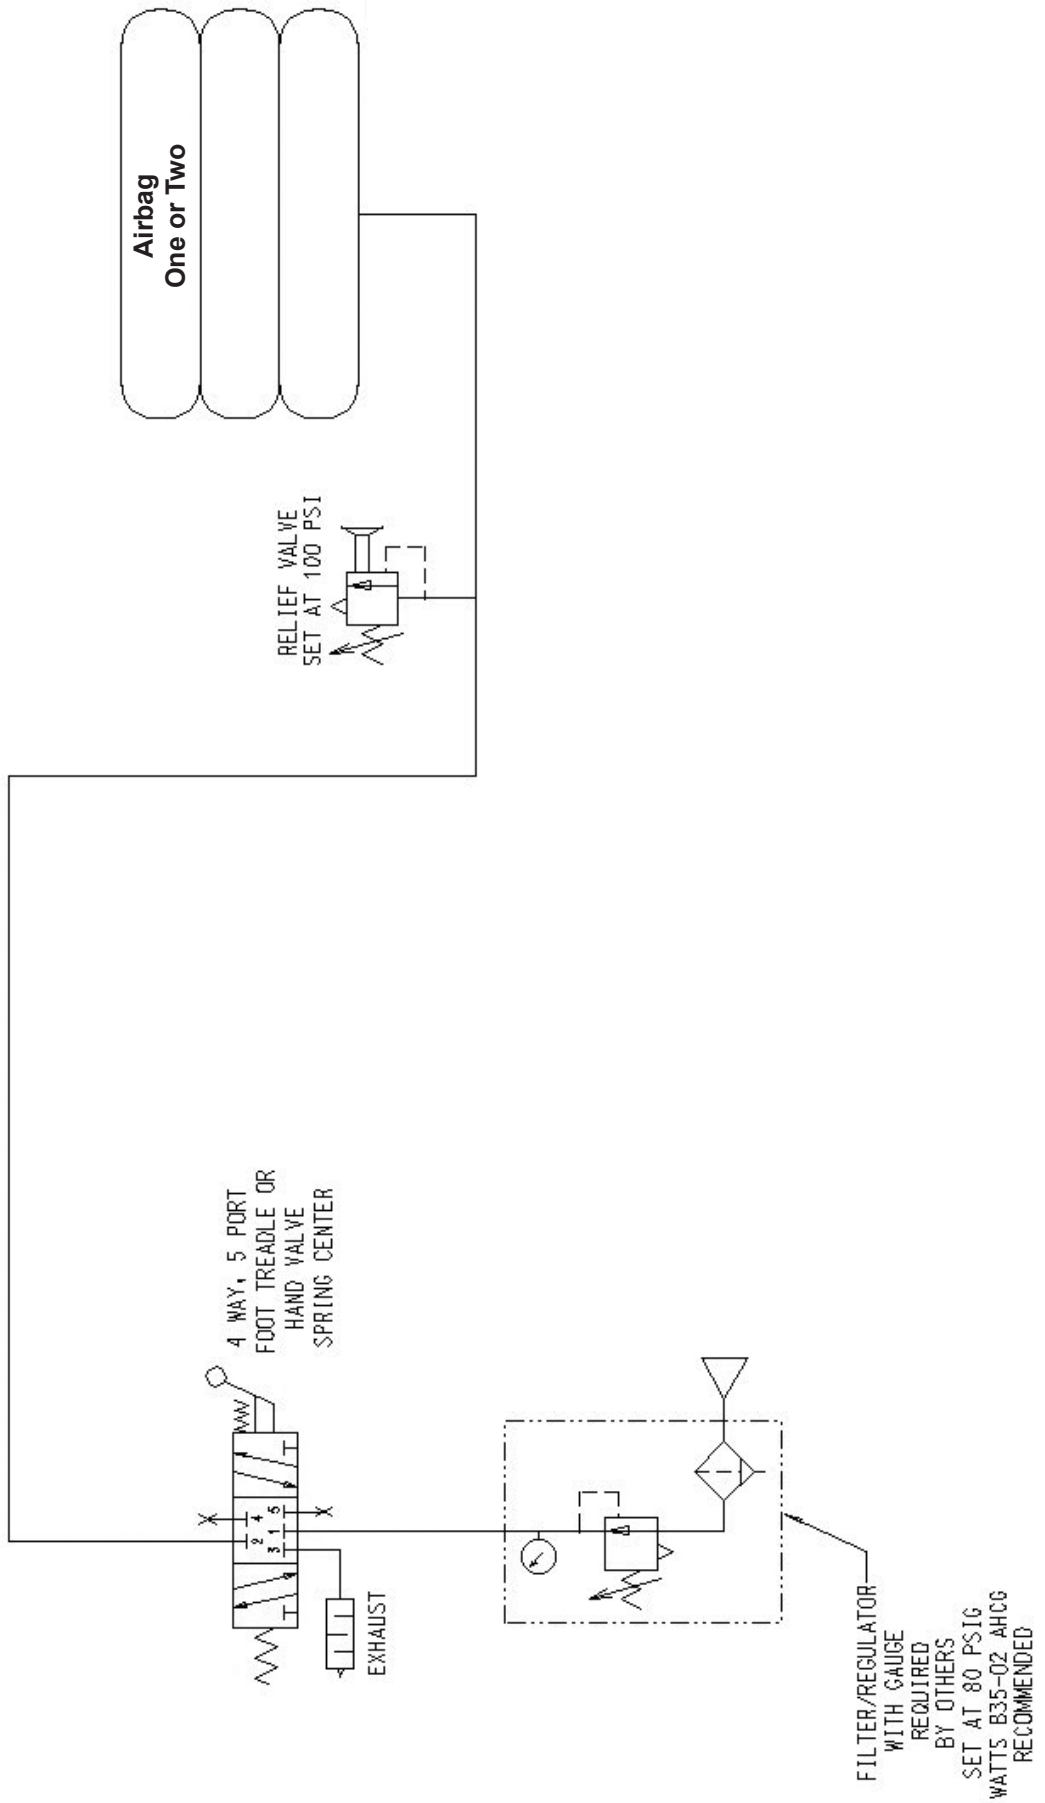 Airbag
One or Two
RELIEF VALVE
SET AT 100 PSI
4 WAY, 5 PORT
FOOT TREADLE OR
HAND VALVE
SPRING CENTER
4
5
2
1
3
EXHAUST
FILTER/REGULATOR
WITH GAUGE
REQUIRED
BY OTHERS
SET AT 80 PSIG
WATTS B35-02 AHCG
RECOMMENDED